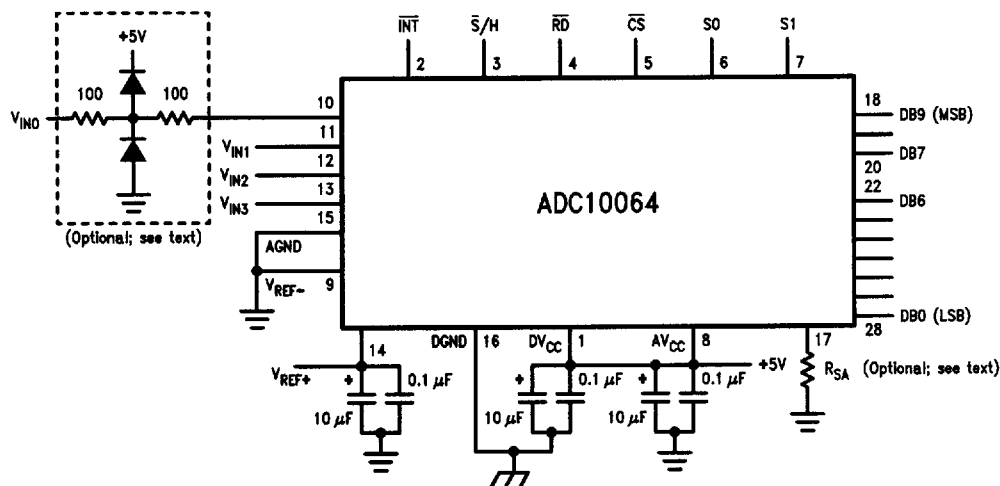 INT S/H RD CS S0 S1
2 3 4 5 6 7
+5V
100 100
V_IN0
10
11
V_IN1
12
V_IN2
13
V_IN3
15
AGND
V_REF- 9
(Optional; see text)
ADC10064
18
DB9 (MSB)
DB7
20
22
DB6
DB0 (LSB)
28
14 DGND 16 DV_CC 1 AV_CC 8 17
V_REF+ + 0.1 µF + 0.1 µF + 0.1 µF +5V R_SA (Optional; see text)
10 µF 10 µF 10 µF